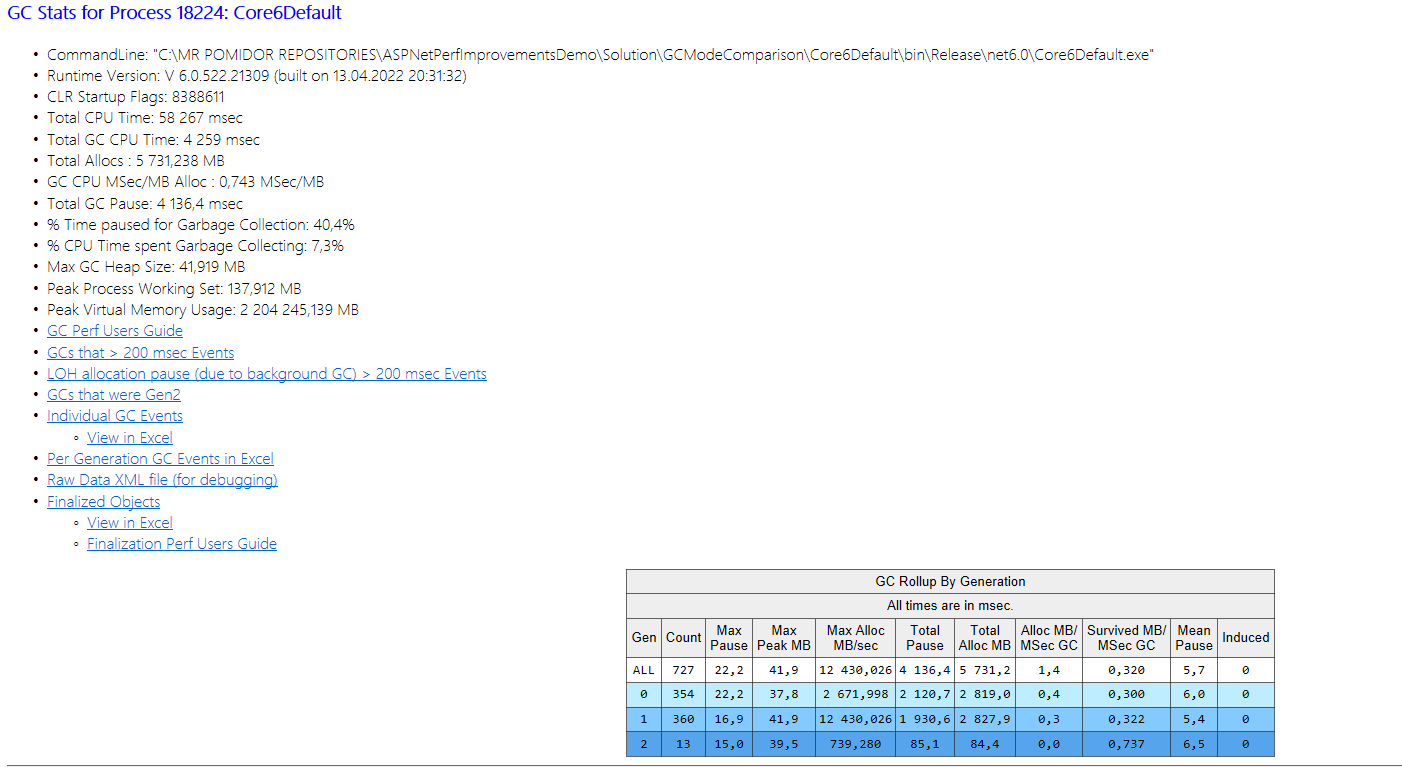 GC Stats for Process 18224: Core6Default
• CommandLine: "C:\MR POMIDOR REPOSITORIES\ASPNetPerfImprovementsDemo\Solution\GCModeComparison\Core6Default\bin\Release\net6.0\Core6Default.exe"
• Runtime Version: V 6.0.522.21309 (built on 13.04.2022 20:31:32)
• CLR Startup Flags: 8388611
• Total CPU Time: 58 267 msec
• Total GC CPU Time: 4 259 msec
• Total Allocs : 5 731,238 MB
• GC CPU MSec/MB Alloc : 0,743 MSec/MB
• Total GC Pause: 4 136,4 msec
• % Time paused for Garbage Collection: 40,4%
• % CPU Time spent Garbage Collecting: 7,3%
• Max GC Heap Size: 41,919 MB
• Peak Process Working Set: 137,912 MB
• Peak Virtual Memory Usage: 2 204 245,139 MB
• GC Perf Users Guide
• GCs that > 200 msec Events
• LOH allocation pause (due to background GC) > 200 msec Events
• GCs that were Gen2
• Individual GC Events
◦ View in Excel
• Per Generation GC Events in Excel
• Raw Data XML file (for debugging)
• Finalized Objects
◦ View in Excel
◦ Finalization Perf Users Guide
GC Rollup By Generation
All times are in msec.
Gen Count Max Pause Max Peak MB Max Alloc MB/sec Total Pause Total Alloc MB Alloc MB/ MSec GC Survived MB/ MSec GC Mean Pause Induced
ALL 727 22,2 41,9 12 430,026 4 136,4 5 731,2 1,4 0,320 5,7 0
0 354 22,2 37,8 2 671,998 2 120,7 2 819,0 0,4 0,300 6,0 0
1 360 16,9 41,9 12 430,026 1 930,6 2 827,9 0,3 0,322 5,4 0
2 13 15,0 39,5 739,280 85,1 84,4 0,0 0,737 6,5 0